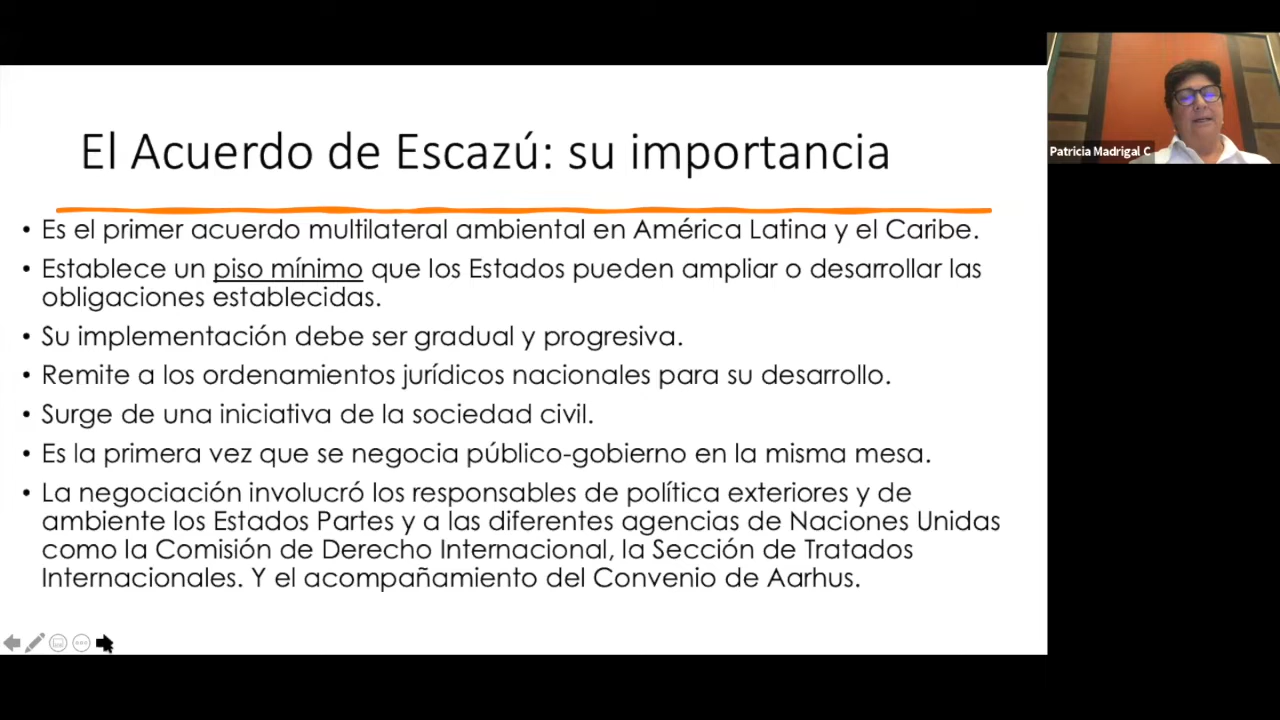 El Acuerdo de Escazú: su importancia
• Es el primer acuerdo multilateral ambiental en América Latina y el Caribe.
• Establece un piso mínimo que los Estados pueden ampliar o desarrollar las
obligaciones establecidas.
• Su implementación debe ser gradual y progresiva.
• Remite a los ordenamientos jurídicos nacionales para su desarrollo.
• Surge de una iniciativa de la sociedad civil.
• Es la primera vez que se negocia público-gobierno en la misma mesa.
• La negociación involucró los responsables de política exteriores y de
ambiente los Estados Partes y a las diferentes agencias de Naciones Unidas
como la Comisión de Derecho Internacional, la Sección de Tratados
Internacionales. Y el acompañamiento del Convenio de Aarhus.
Patricia Madrigal C